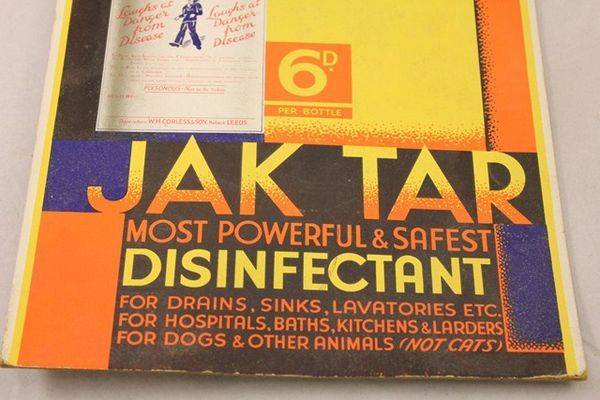 Laughs at
Danger
from
Disease
Laughs at
Danger
from
Disease
POISONOUS
W.H. CORLESS & SON, LEEDS.
6D.
PER BOTTLE
JAK TAR
MOST POWERFUL & SAFEST
DISINFECTANT
FOR DRAINS, SINKS, LAVATORIES ETC.
FOR HOSPITALS, BATHS, KITCHENS & LARDERS
FOR DOGS & OTHER ANIMALS (NOT CATS)